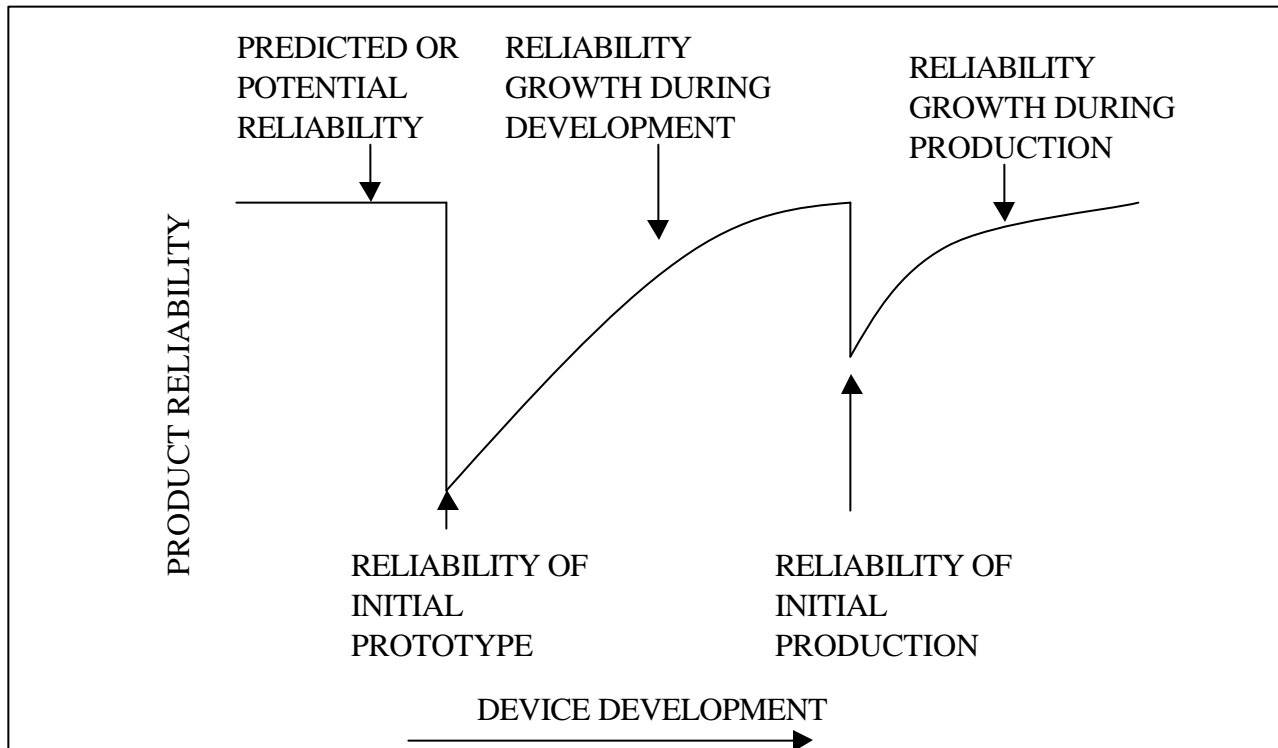 PREDICTED OR
POTENTIAL
RELIABILITY
RELIABILITY
GROWTH DURING
DEVELOPMENT
RELIABILITY
GROWTH DURING
PRODUCTION
PRODUCT RELIABILITY
RELIABILITY OF
INITIAL
PROTOTYPE
RELIABILITY OF
INITIAL
PRODUCTION
DEVICE DEVELOPMENT